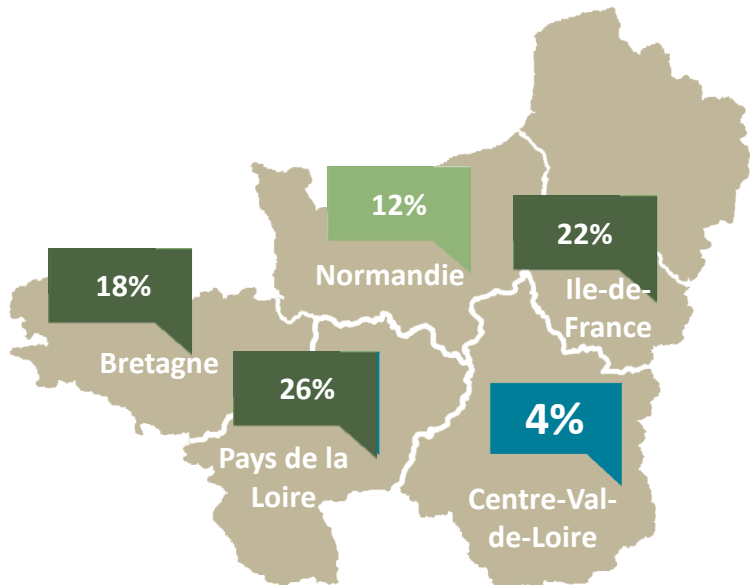 12%
Normandie
22%
Ile-de-
France
18%
Bretagne
26%
Pays de la
Loire
4%
Centre-Val-
de-Loire